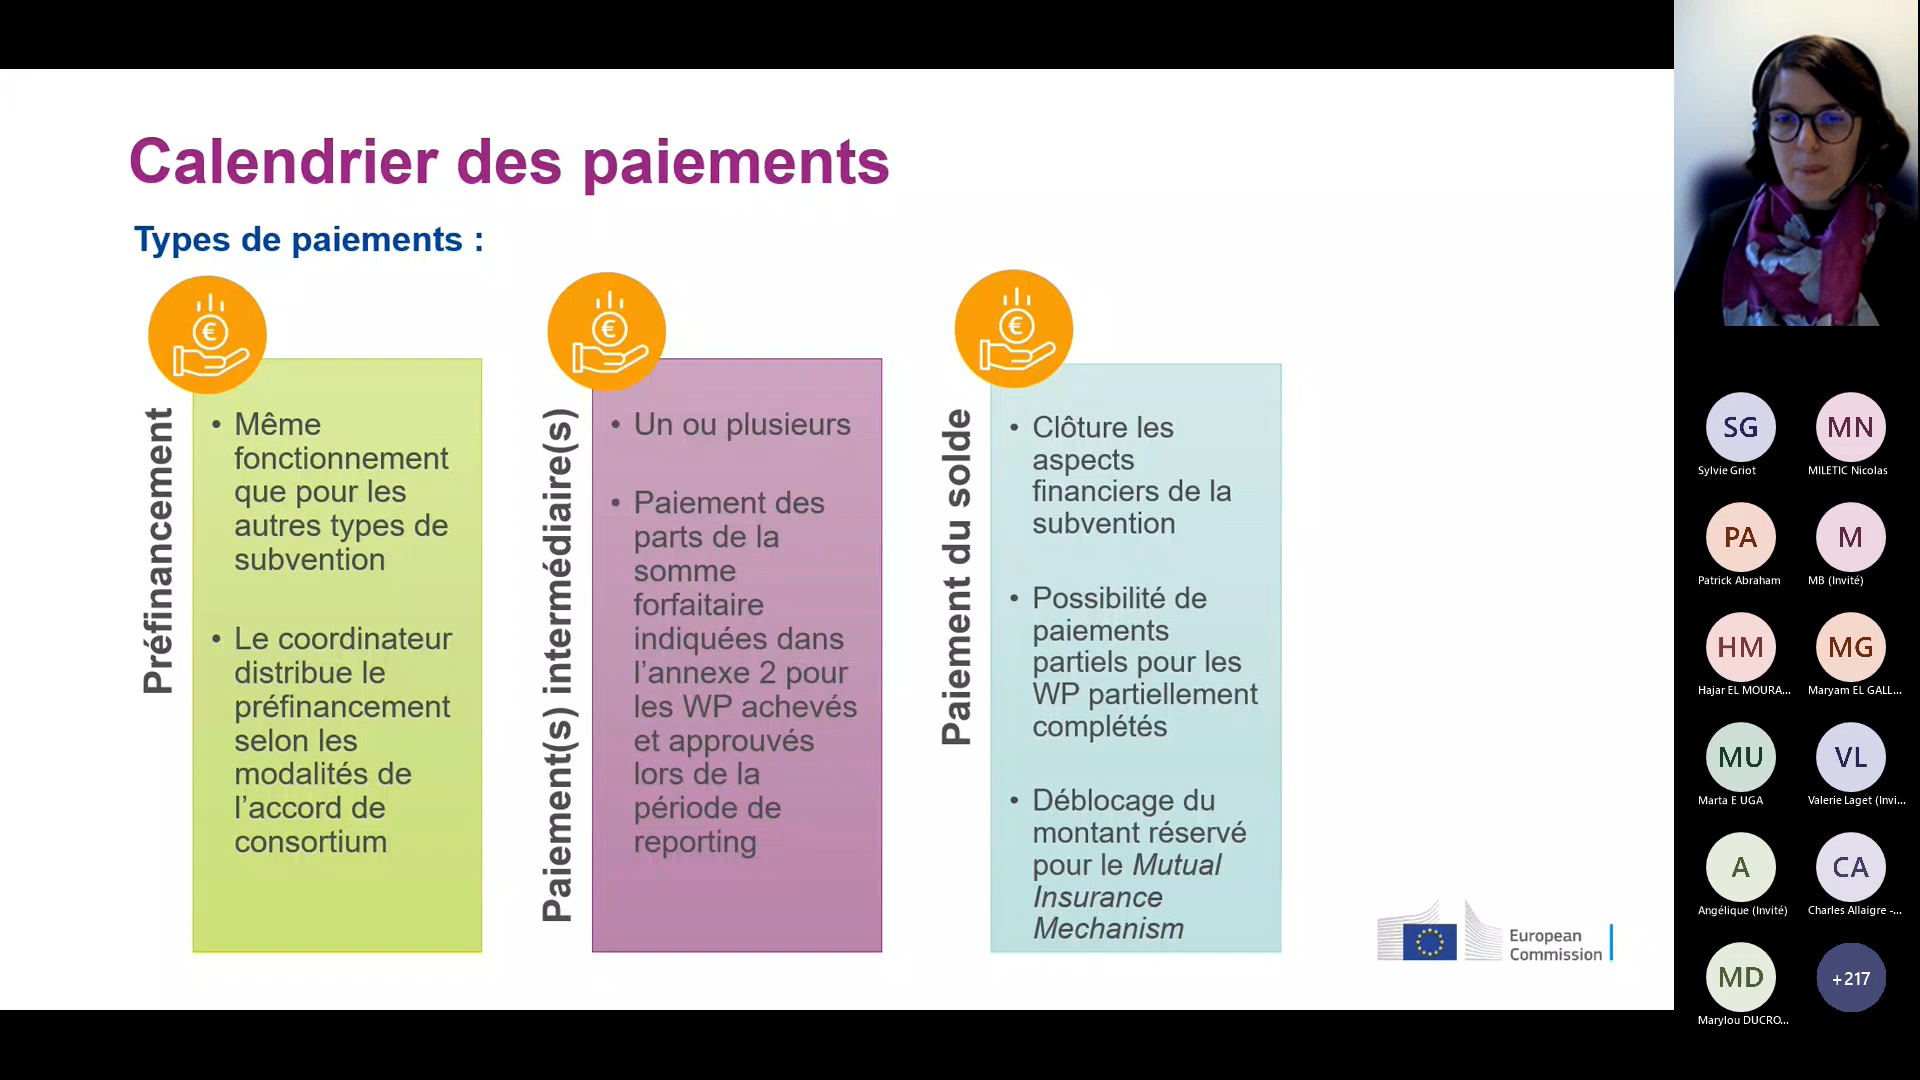 Calendrier des paiements
Types de paiements :
Préfinancement
• Même
fonctionnement
que pour les
autres types de
subvention
• Le coordinateur
distribue le
préfinancement
selon les
modalités de
l’accord de
consortium
Paiement(s) intermédiaire(s)
• Un ou plusieurs
• Paiement des
parts de la
somme
forfaitaire
indiquées dans
l’annexe 2 pour
les WP achevés
et approuvés
lors de la
période de
reporting
Paiement du solde
• Clôture les
aspects
financiers de la
subvention
• Possibilité de
paiements
partiels pour les
WP partiellement
complétés
• Déblocage du
montant réservé
pour le Mutual
Insurance
Mechanism
European
Commission
SG
Sylvie Griot
MN
MILETIC Nicolas
PA
Patrick Abraham
M
MB (Invité)
HM
Hajar EL MOURA...
MG
Maryam EL GALL...
MU
Marta E UGA
VL
Valerie Laget (Invi...
A
Angélique (Invité)
CA
Charles Allaigre -...
MD
Marylou DUCRO...
+217